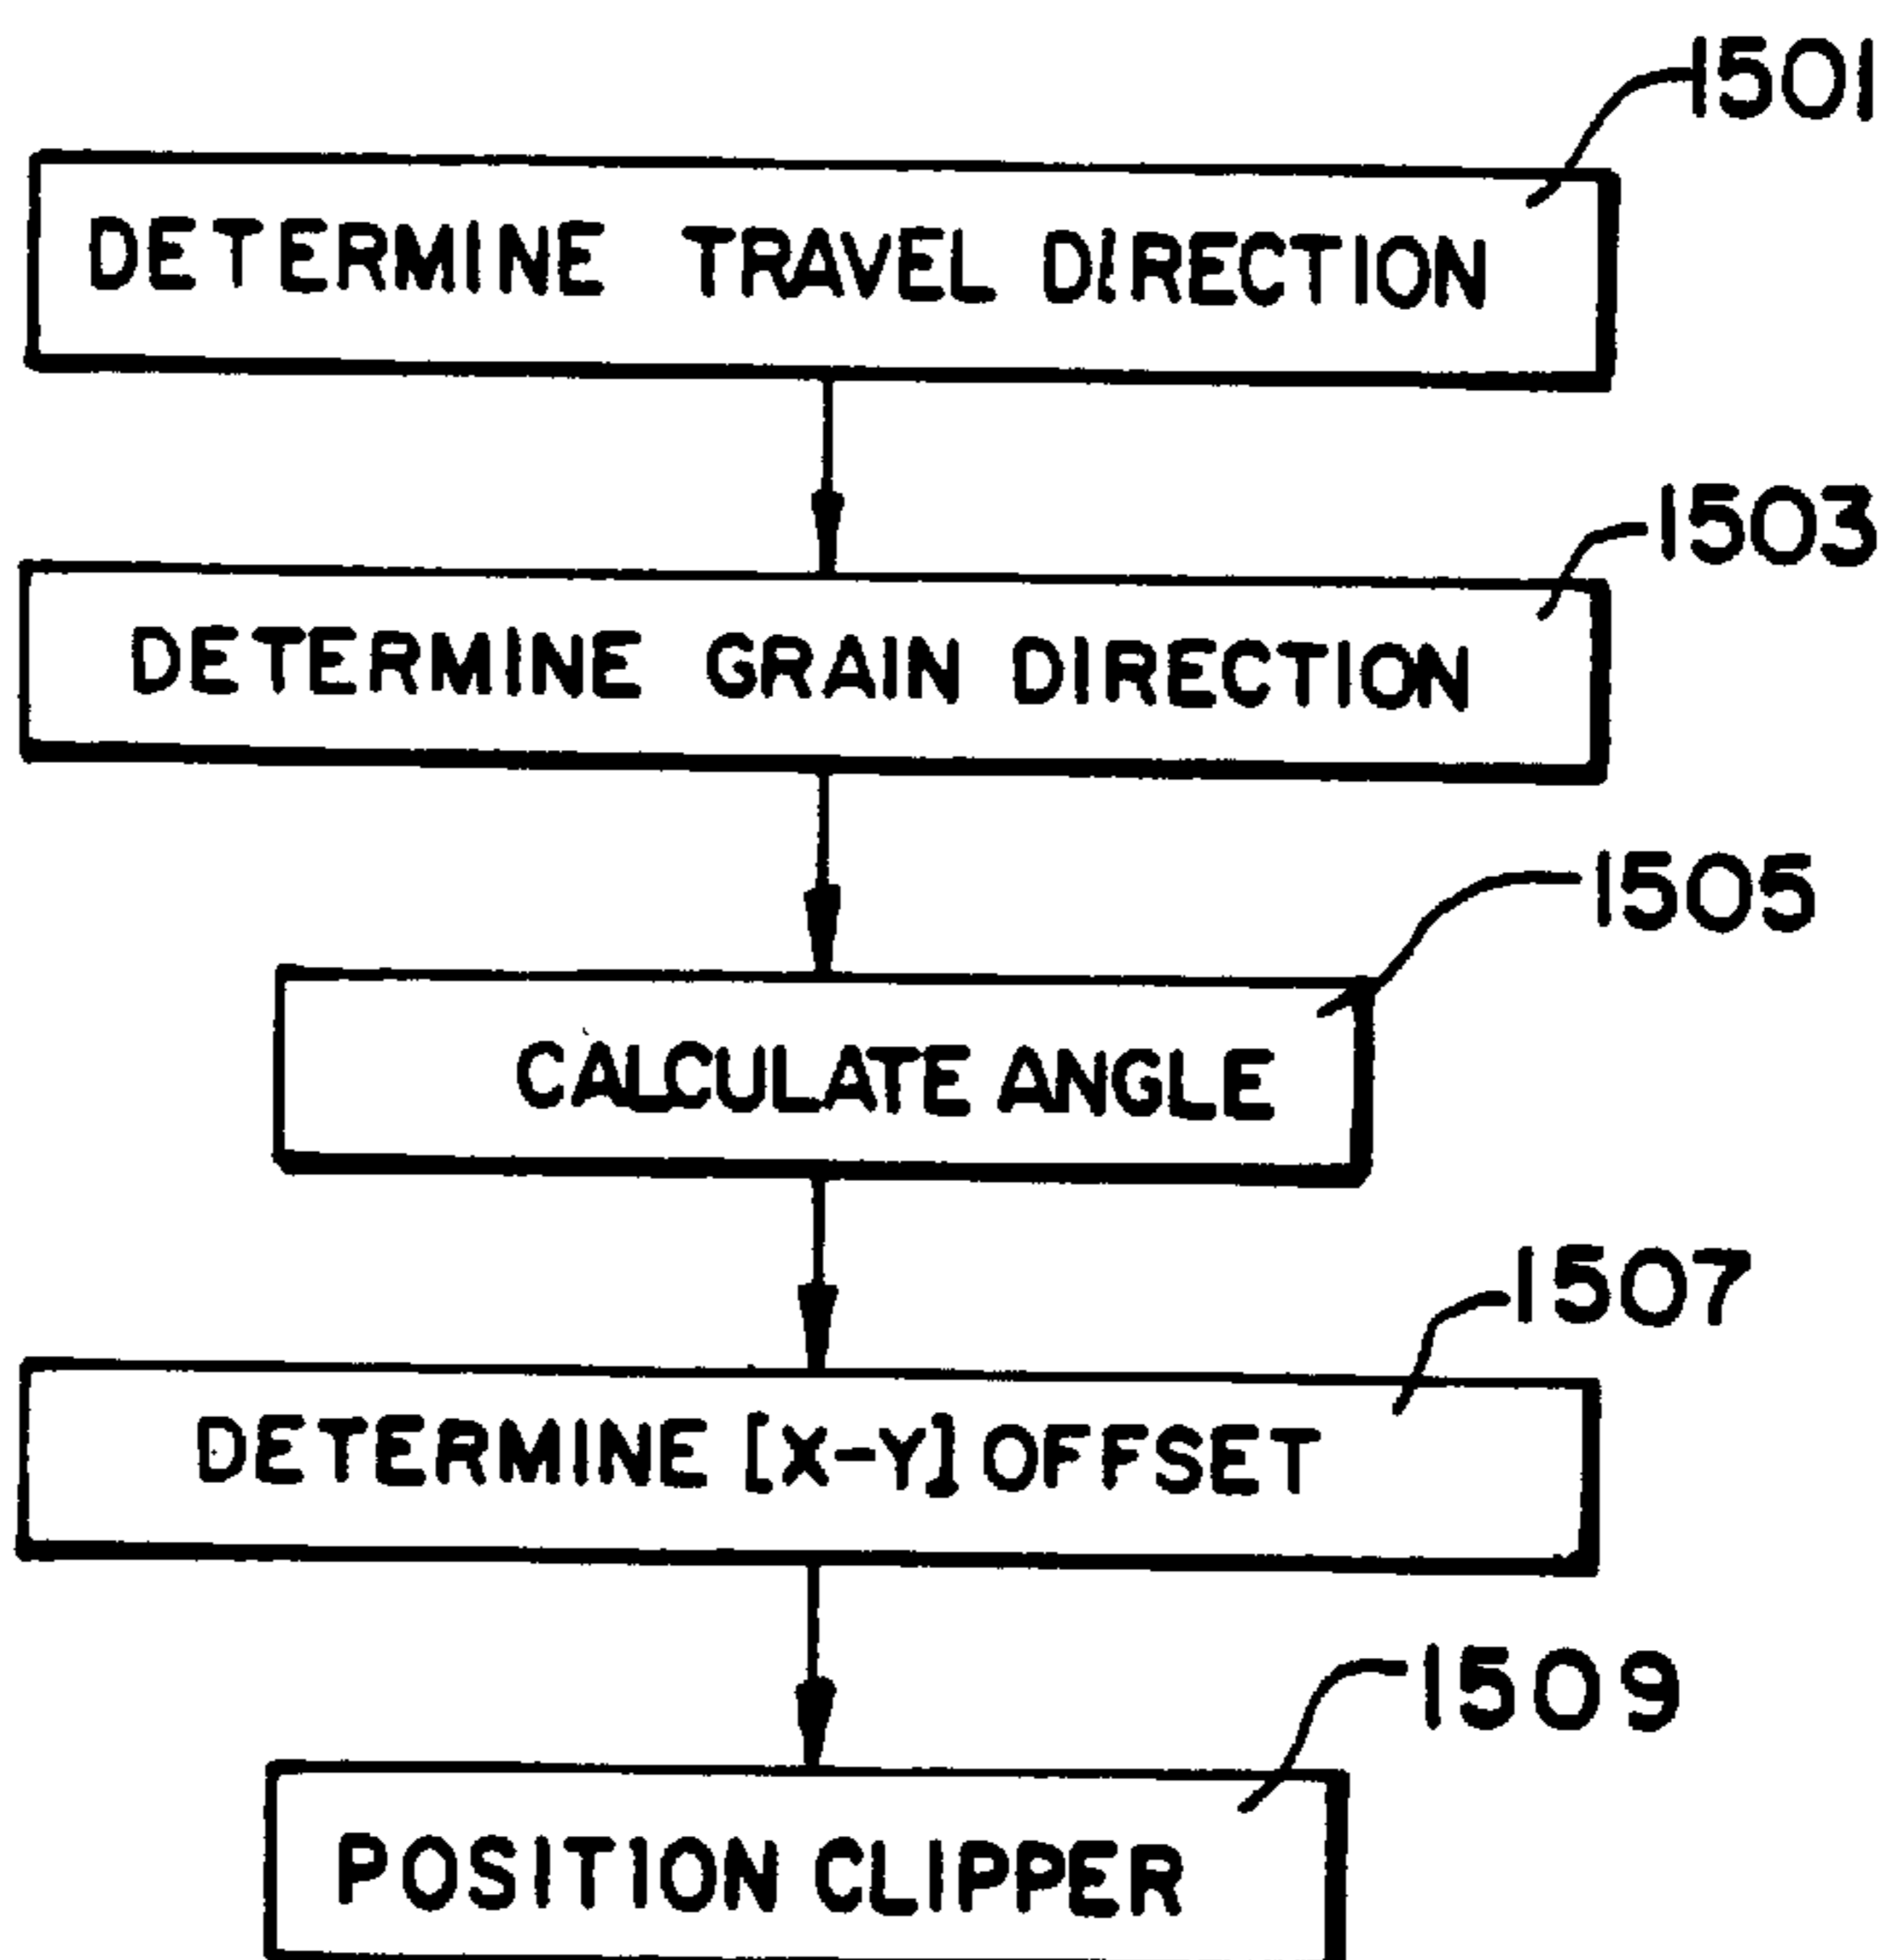 1501
DETERMINE TRAVEL DIRECTION
1503
DETERMINE GRAIN DIRECTION
1505
CALCULATE ANGLE
1507
DETERMINE [X-Y] OFFSET
1509
POSITION CLIPPER